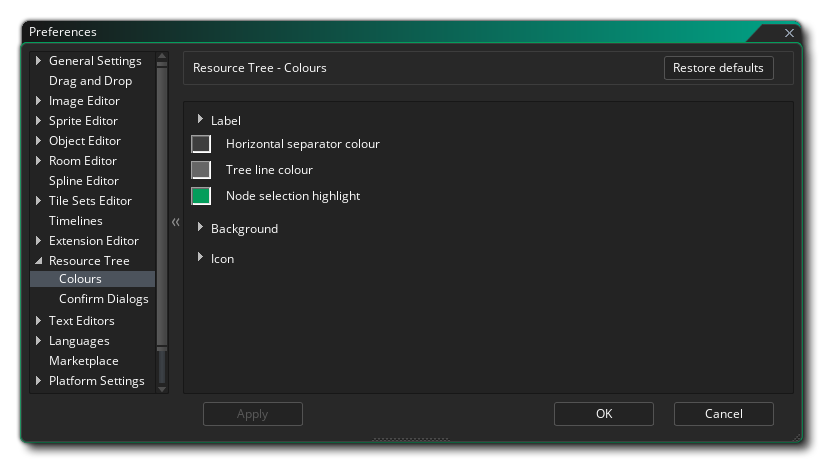 Preferences
General Settings
Drag and Drop
Image Editor
Sprite Editor
Object Editor
Room Editor
Spline Editor
Tile Sets Editor
Timelines
Extension Editor
Resource Tree
Colours
Confirm Dialogs
Text Editors
Languages
Marketplace
Platform Settings
Resource Tree - Colours
Restore defaults
Label
Horizontal separator colour
Tree line colour
Node selection highlight
Background
Icon
Apply
OK
Cancel